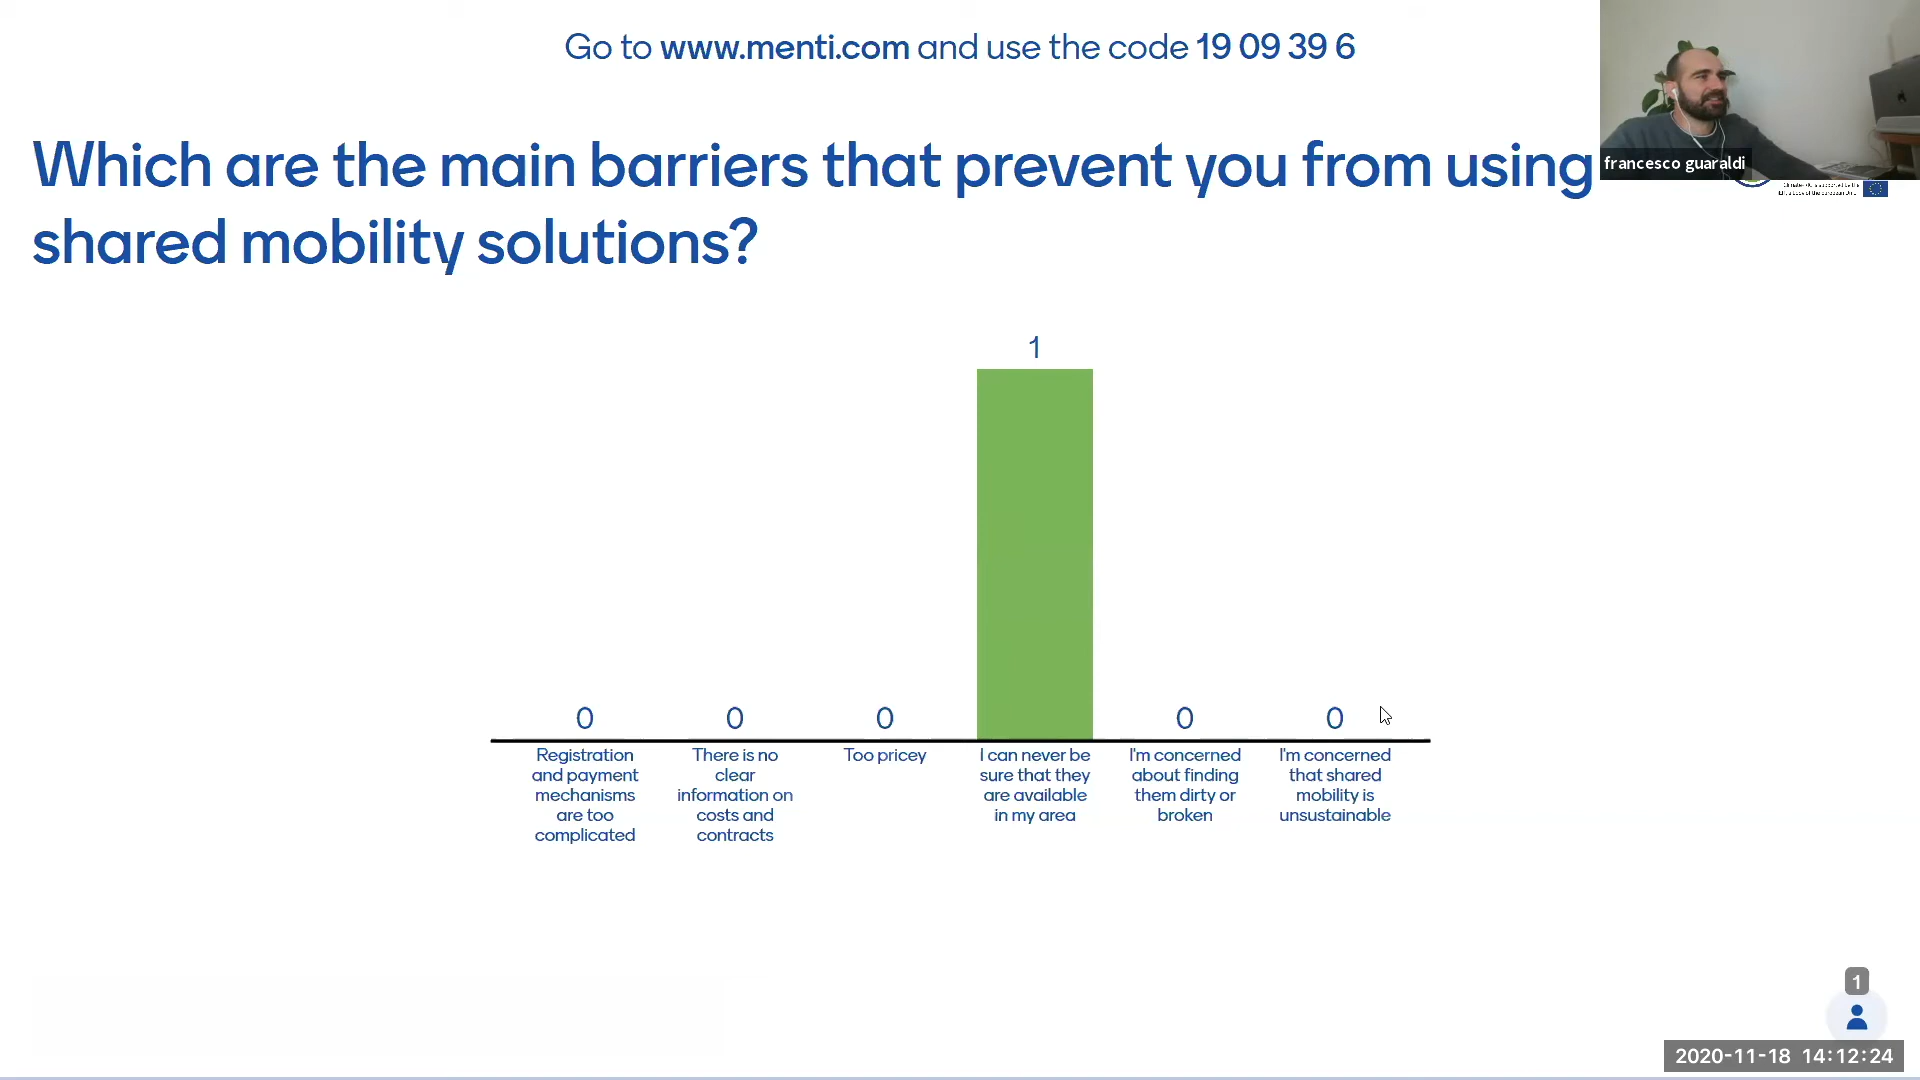 Go to www.menti.com and use the code 19 09 39 6
francesco guaraldi
Which are the main barriers that prevent you from using
shared mobility solutions?
1
0
0
0
0
0
Registration
and payment
mechanisms
are too
complicated
There is no
clear
information on
costs and
contracts
Too pricey
I can never be
sure that they
are available
in my area
I'm concerned
about finding
them dirty or
broken
I'm concerned
that shared
mobility is
unsustainable
1
2020-11-18 14:12:24